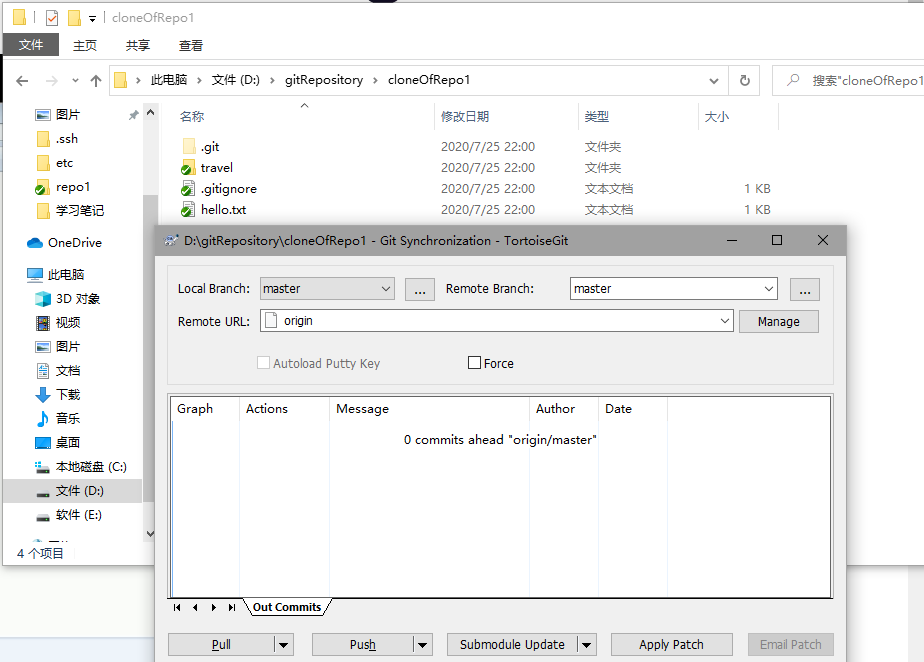 cloneOfRepo1
文件 主页 共享 查看
此电脑 文件 (D:) gitRepository cloneOfRepo1 搜索"cloneOfRepo1
名称 修改日期 类型 大小
.git 2020/7/25 22:00 文件夹
travel 2020/7/25 22:00 文件夹
.gitignore 2020/7/25 22:00 文本文档 1 KB
hello.txt 2020/7/25 22:00 文本文档 1 KB
图片
.ssh
etc
repo1
学习笔记
OneDrive
此电脑
3D 对象
视频
图片
文档
下载
音乐
桌面
本地磁盘 (C:)
文件 (D:)
软件 (E:)
4 个项目
D:\gitRepository\cloneOfRepo1 - Git Synchronization - TortoiseGit
Local Branch: master ... Remote Branch: master ...
Remote URL: origin Manage
Autoload Putty Key Force
Graph Actions Message Author Date
0 commits ahead "origin/master"
Out Commits
Pull Push Submodule Update Apply Patch Email Patch